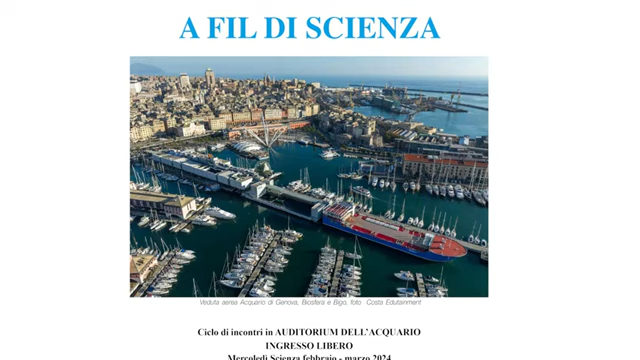 A FIL DI SCIENZA
Veduta aerea Acquario di Genova, Biosfera e Bigo, foto Costa Edutainment
Ciclo di incontri in AUDITORIUM DELL'ACQUARIO
INGRESSO LIBERO
Mercoledì Scienza febbraio - marzo 2024